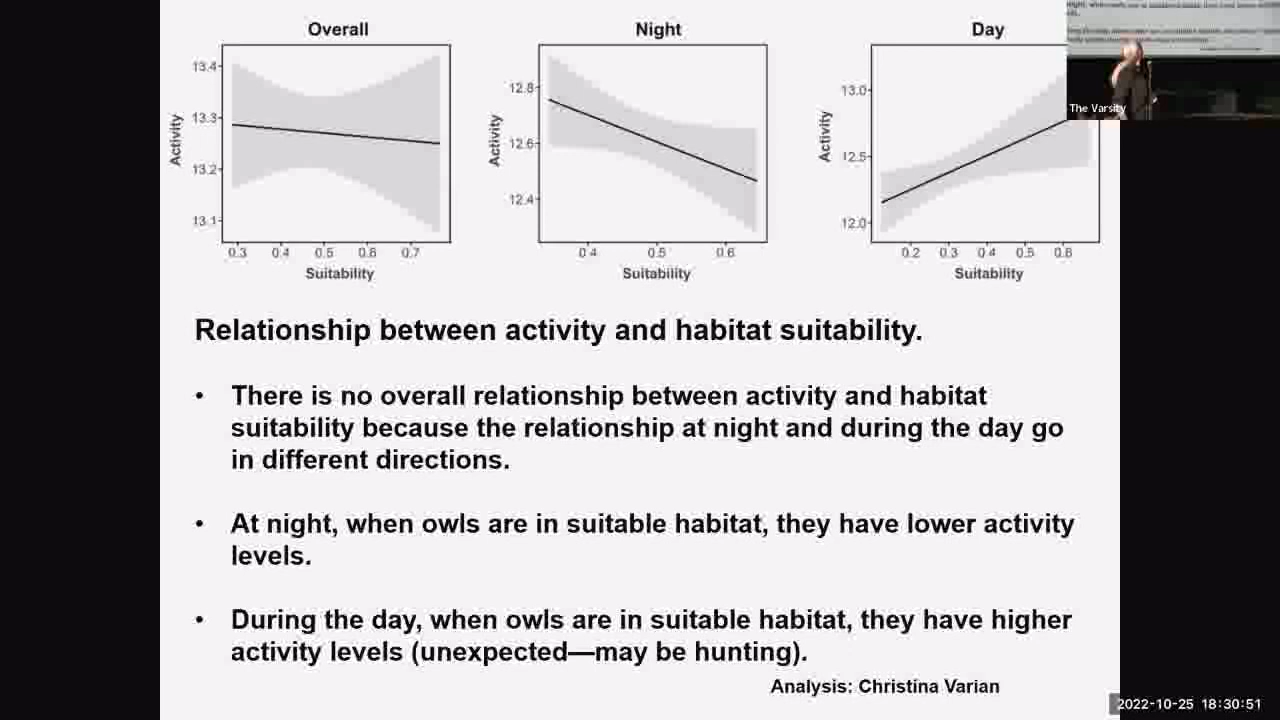 Overall
Night
Day
Activity
13.4
13.3
13.2
13.1
0.3 0.4 0.5 0.6 0.7
Suitability
Activity
12.8
12.6
12.4
0.4 0.5 0.6
Suitability
Activity
13.0
12.5
12.0
0.2 0.3 0.4 0.5 0.6
Suitability
The Varsity
Relationship between activity and habitat suitability.
• There is no overall relationship between activity and habitat
suitability because the relationship at night and during the day go
in different directions.
• At night, when owls are in suitable habitat, they have lower activity
levels.
• During the day, when owls are in suitable habitat, they have higher
activity levels (unexpected—may be hunting).
Analysis: Christina Varian
2022-10-25 18:30:51